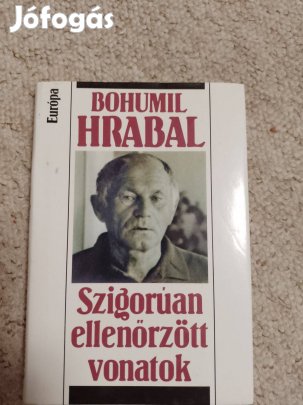 Jófogás
Európa
BOHUMIL
HRABAL
Szigorúan
ellenőrzött
vonatok